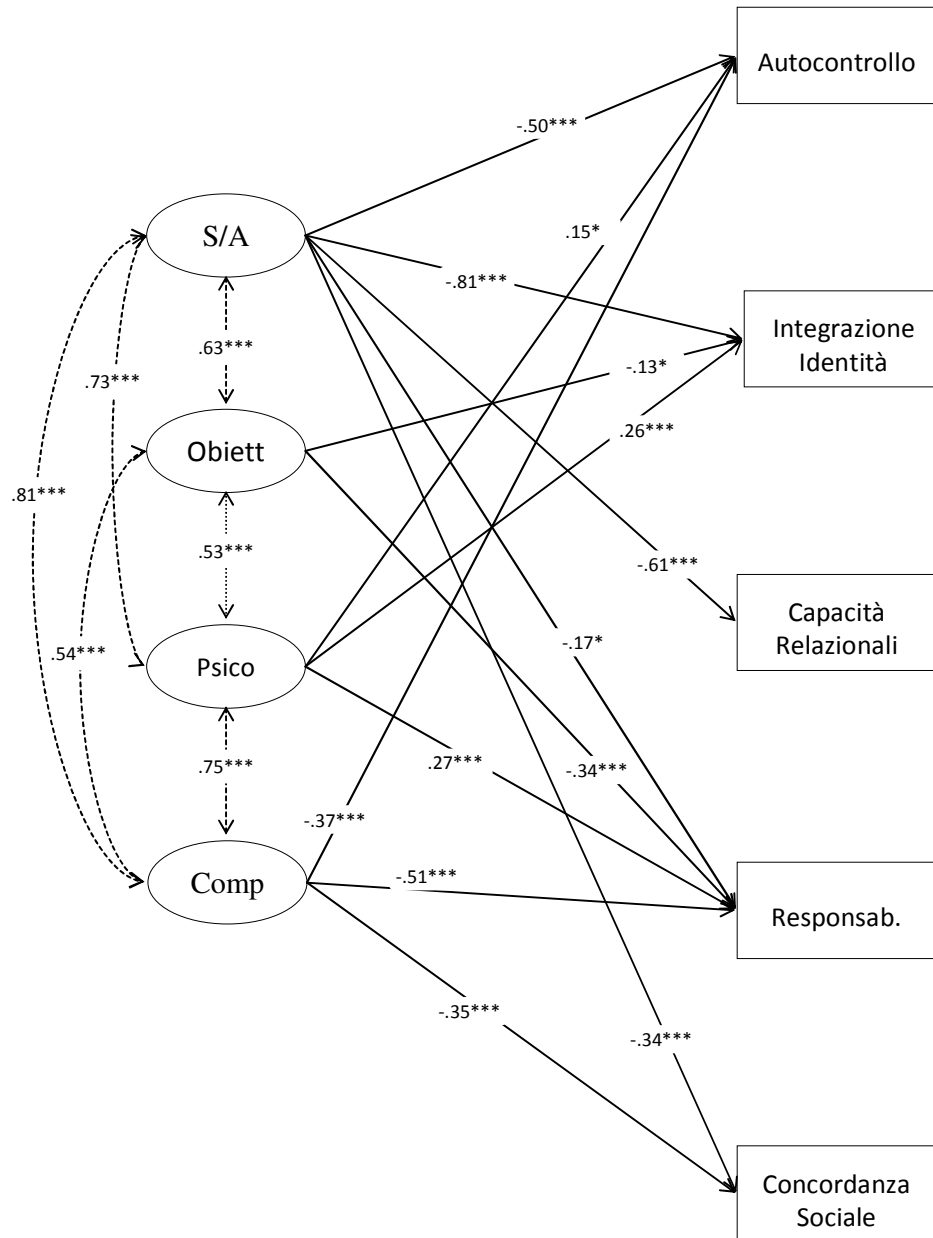 Autocontrollo
-.50***
S/A
.15*
-.81***
Integrazione
Identità
.63***
-.13*
.73***
.26***
Obiett
.81***
.53***
-.61***
Capacità
Relazionali
.54***
Psico
-.17*
.75***
.27***
-.34***
-.37***
Comp
-.51***
Responsab.
-.35***
-.34***
Concordanza
Sociale